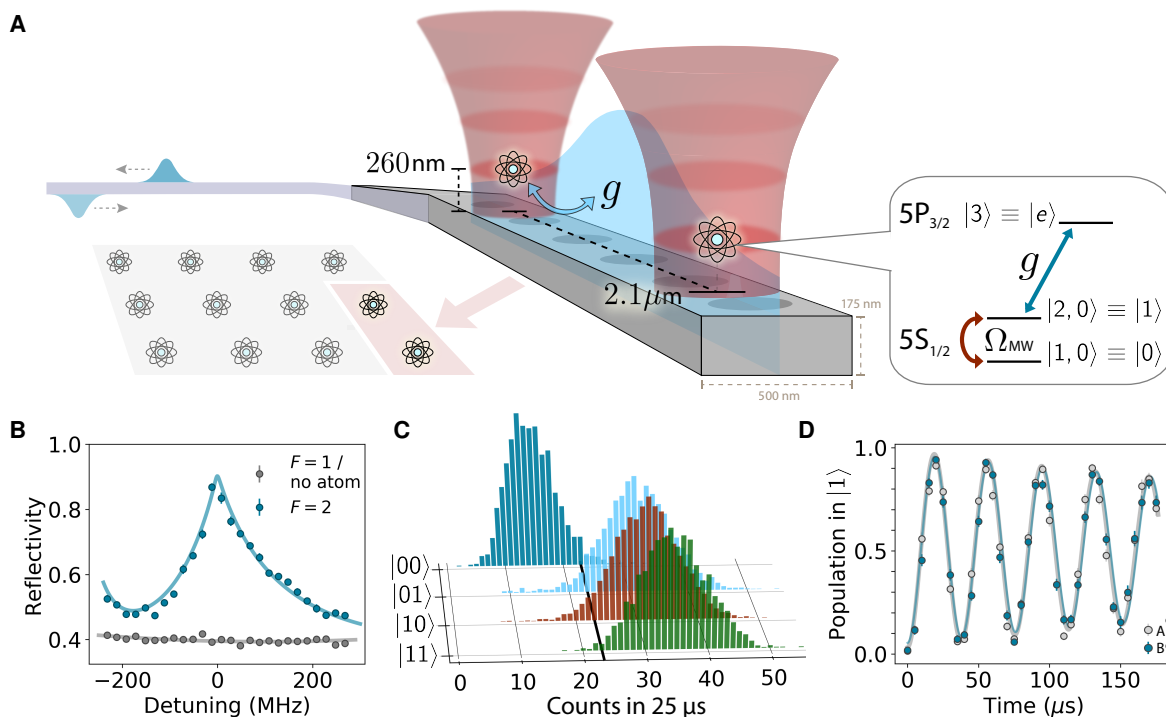 A
260 nm
g
2.1μm
175 nm
500 nm
5P3/2 |3⟩ ≡ |e⟩
g
|2, 0⟩ ≡ |1⟩
5S1/2 ΩMW
|1, 0⟩ ≡ |0⟩
B
1.0
0.8
0.6
0.4
Reflectivity
F = 1 /
no atom
F = 2
−200 0 200
Detuning (MHz)
C
|00⟩
|01⟩
|10⟩
|11⟩
0 10 20 30 40 50
Counts in 25 μs
D
1.0
0.5
0.0
Population in |1⟩
A
B
0 50 100 150
Time (μs)